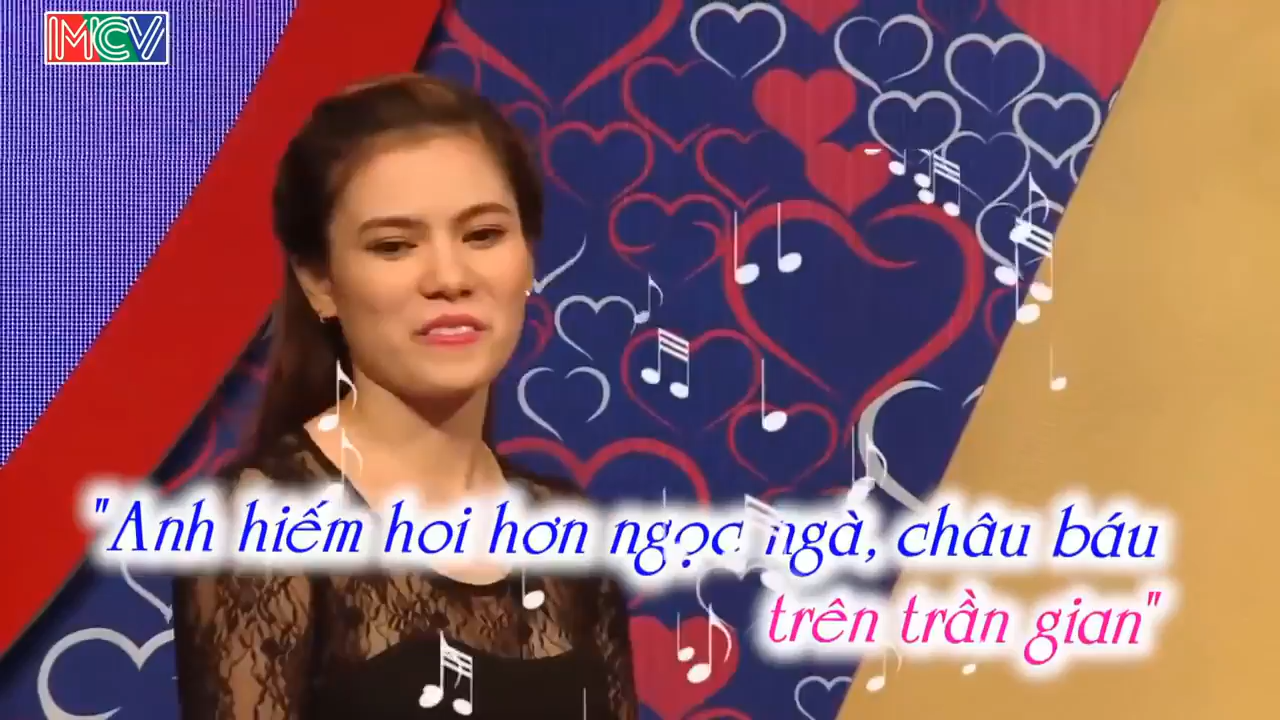 MCV
"Anh hiếm hoi hơn ngọc ngà, châu báu
trên trần gian"